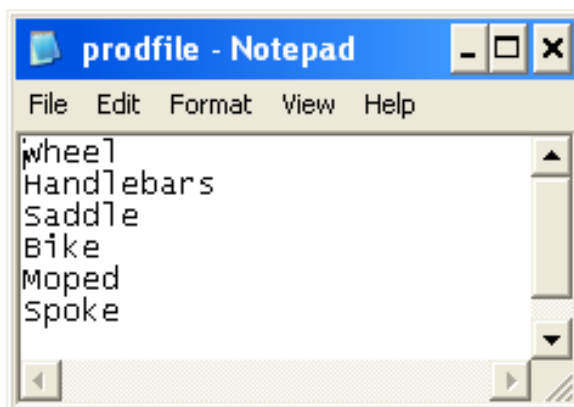 prodfile - Notepad
File Edit Format View Help
Wheel
Handlebars
Saddle
Bike
Moped
Spoke